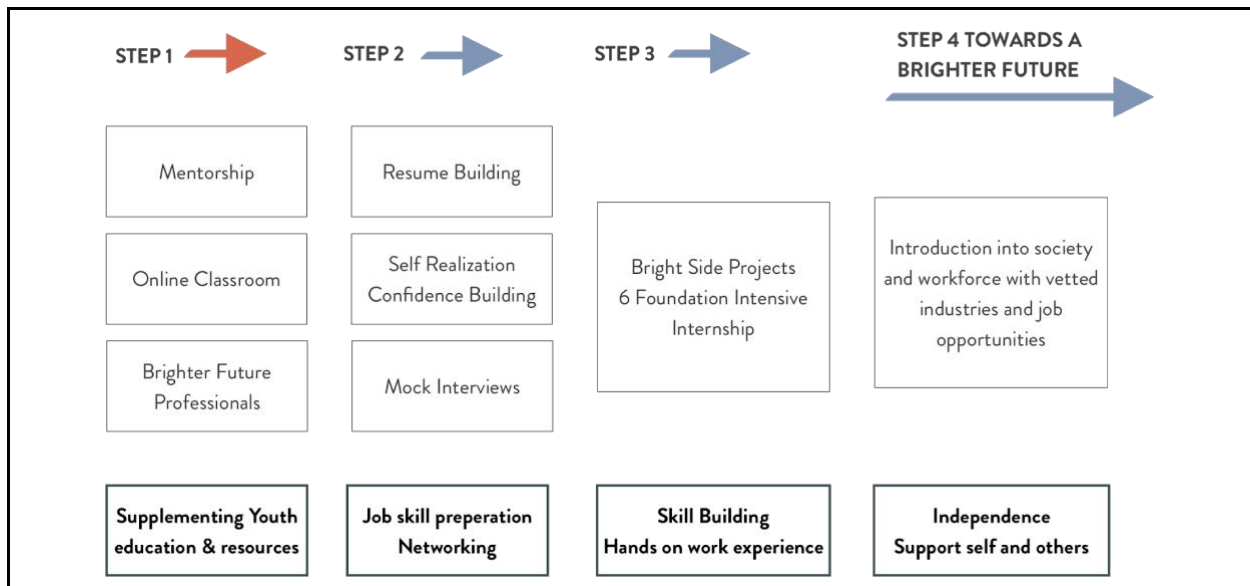 STEP 1
STEP 2
STEP 3
STEP 4 TOWARDS A
BRIGHTER FUTURE
Mentorship
Online Classroom
Brighter Future
Professionals
Resume Building
Self Realization
Confidence Building
Mock Interviews
Bright Side Projects
6 Foundation Intensive
Internship
Introduction into society
and workforce with vetted
industries and job
opportunities
Supplementing Youth
education & resources
Job skill preperation
Networking
Skill Building
Hands on work experience
Independence
Support self and others